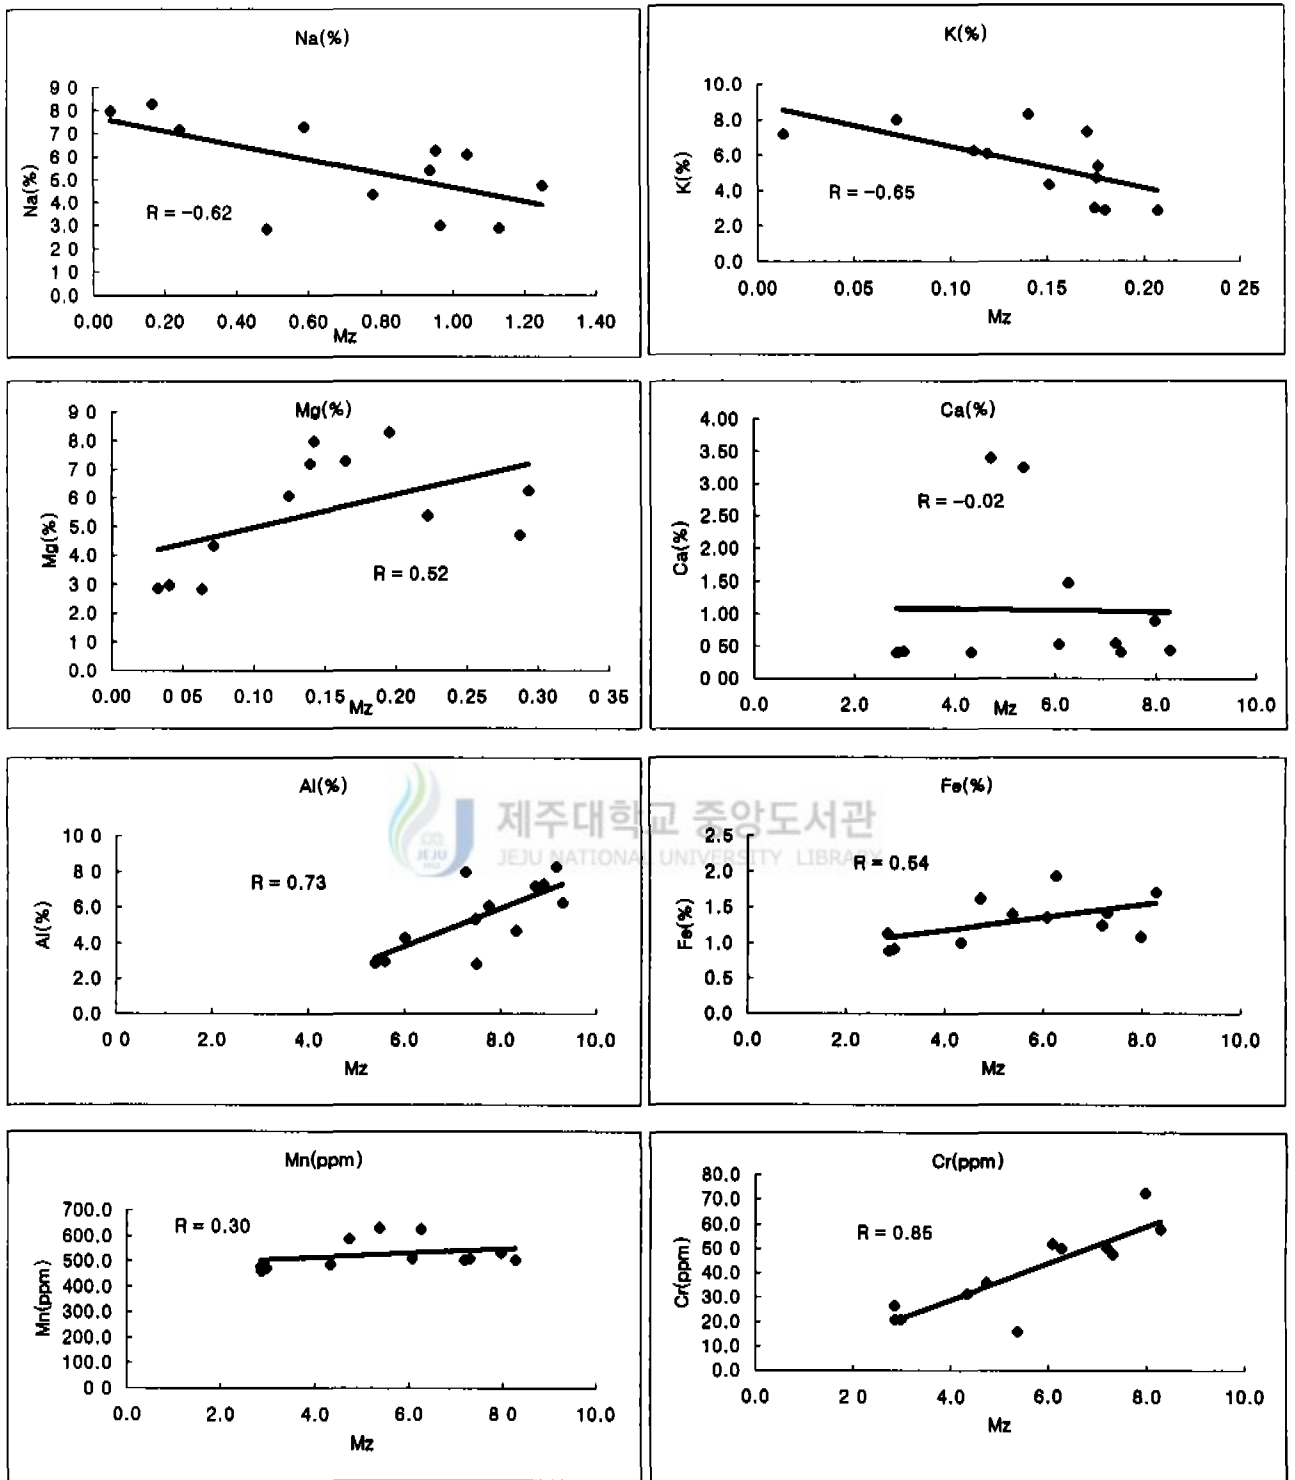 Na(%)
9 0
8 0
7 0
6 0
5.0
4.0
3 0
2 0
1 0
0.0
Na(%)
R = -0.62
0.00 0.20 0.40 0.60 0.80 1.00 1.20 1.40
Mz
K(%)
10.0
8.0
6.0
4.0
2.0
0.0
K(%)
R = -0.65
0.00 0.05 0.10 0.15 0.20 0 25
Mz
Mg(%)
9 0
8.0
7 0
6 0
5.0
4.0
3 0
2 0
1 0
0.0
Mg(%)
R = 0.52
0.00 0 05 0.10 0.15 0.20 0 25 0.30 0 35
Mz
Ca(%)
4.00
3.50
3.00
2.50
2.00
1.50
1.00
0 50
0 00
Ca(%)
R = -0.02
0.0 2.0 4.0 6.0 8.0 10.0
Mz
Al(%)
10 0
8 0
6.0
4 0
2 0
0.0
Al(%)
R = 0.73
0 0 2.0 4.0 6.0 8.0 10.0
Mz
제주대학교 중앙도서관
JEJU NATIONAL UNIVERSITY LIBRARY
JEJU
Fe(%)
2.5
2.0
1.5
1.0
0.5
0.0
Fe(%)
R = 0.54
0.0 2.0 4.0 6.0 8.0 10.0
Mz
Mn(ppm)
700.0
600.0
500.0
400.0
300.0
200.0
100.0
0 0
Mn(ppm)
R = 0.30
0.0 2.0 4.0 6.0 8 0 10.0
Mz
Cr(ppm)
80.0
70.0
60.0
50 0
40.0
30.0
20.0
10.0
0.0
Cr(ppm)
R = 0.85
0.0 2 0 4.0 6.0 8.0 10.0
Mz